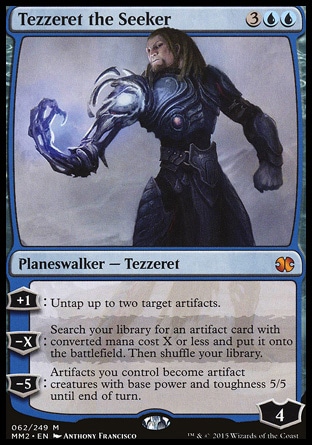 Tezzeret the Seeker 3
Planeswalker — Tezzeret
+1 : Untap up to two target artifacts.
Search your library for an artifact card with
-X : converted mana cost X or less and put it onto
the battlefield. Then shuffle your library.
Artifacts you control become artifact
-5 : creatures with base power and toughness 5/5
until end of turn.
4
062/249 M
MM2 • EN Anthony Francisco
™ & © 2015 Wizards of the Coast